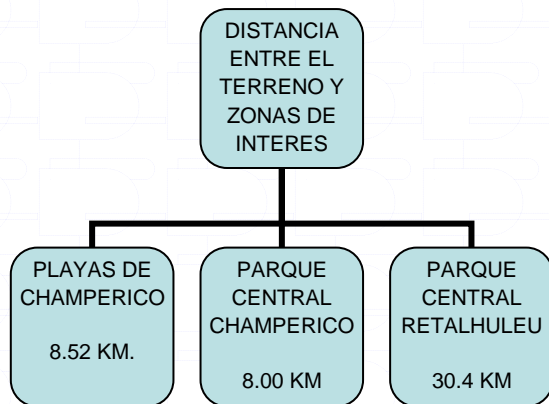 DISTANCIA
ENTRE EL
TERRENO Y
ZONAS DE
INTERES
PLAYAS DE
CHAMPERICO
8.52 KM.
PARQUE
CENTRAL
CHAMPERICO
8.00 KM
PARQUE
CENTRAL
RETALHULEU
30.4 KM